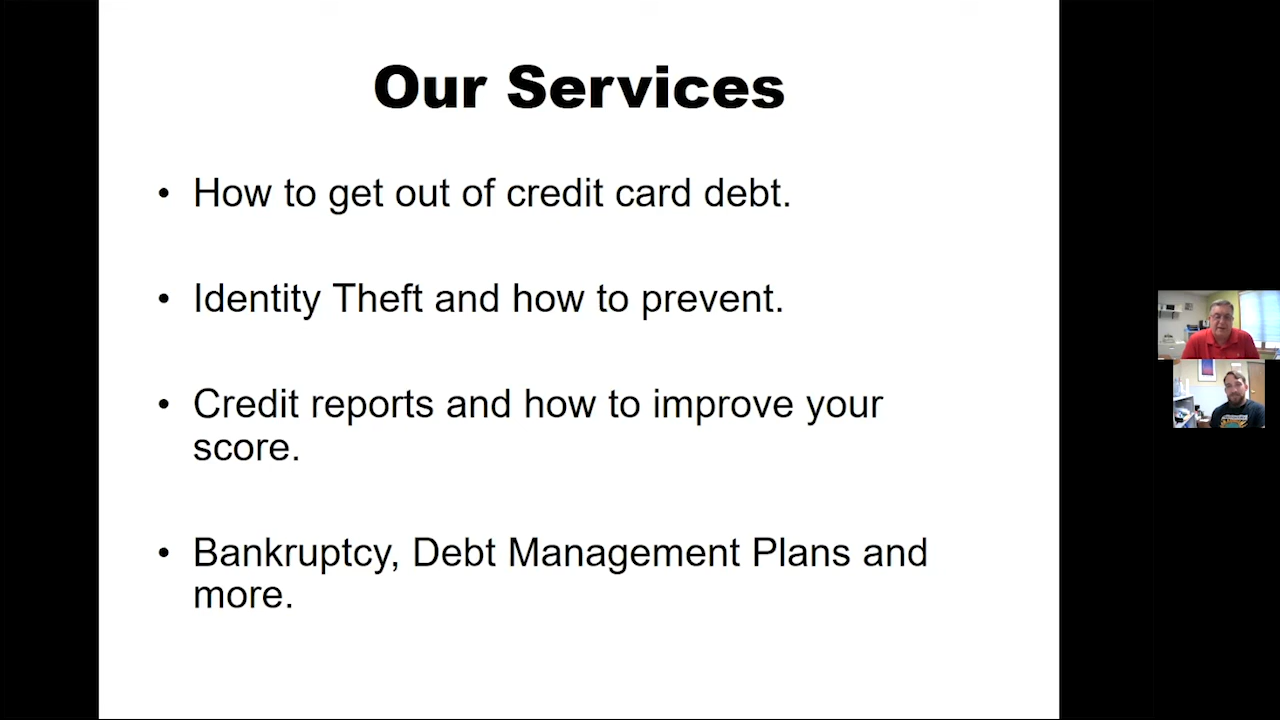 Our Services
• How to get out of credit card debt.
• Identity Theft and how to prevent.
• Credit reports and how to improve your
score.
• Bankruptcy, Debt Management Plans and
more.